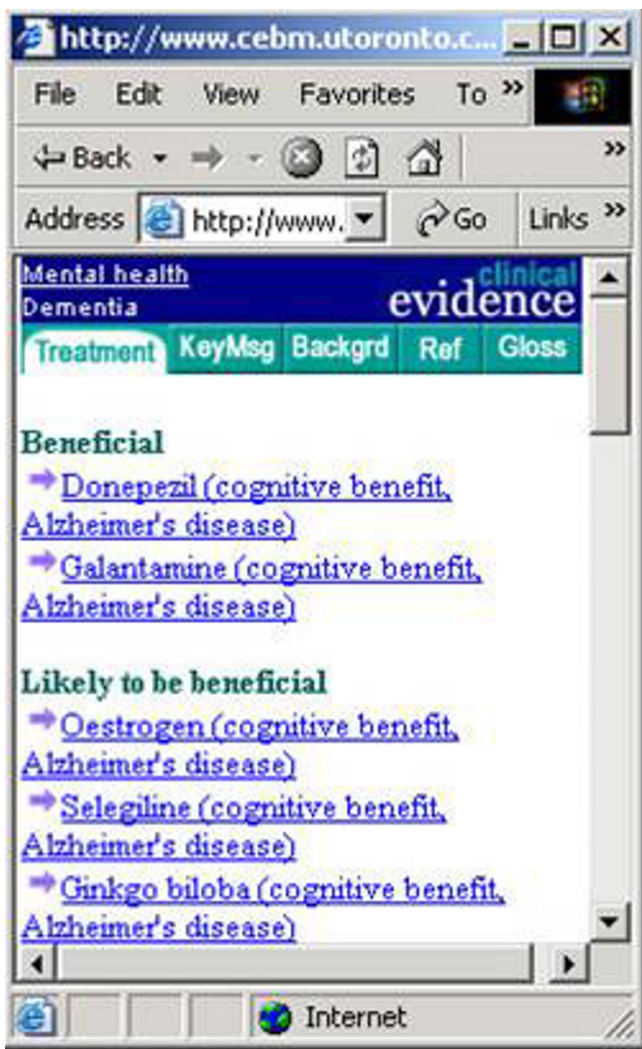 http://www.cebm.utoronto.c...
File Edit View Favorites To »
Back »
Address http://www. Go Links »
Mental health clinical
Dementia evidence
Treatment KeyMsg Backgrd Ref Gloss
Beneficial
Donepezil (cognitive benefit,
Alzheimer's disease)
Galantamine (cognitive benefit,
Alzheimer's disease)
Likely to be beneficial
Oestrogen (cognitive benefit,
Alzheimer's disease)
Selegiline (cognitive benefit,
Alzheimer's disease)
Ginkgo biloba (cognitive benefit,
Alzheimer's disease)
Internet